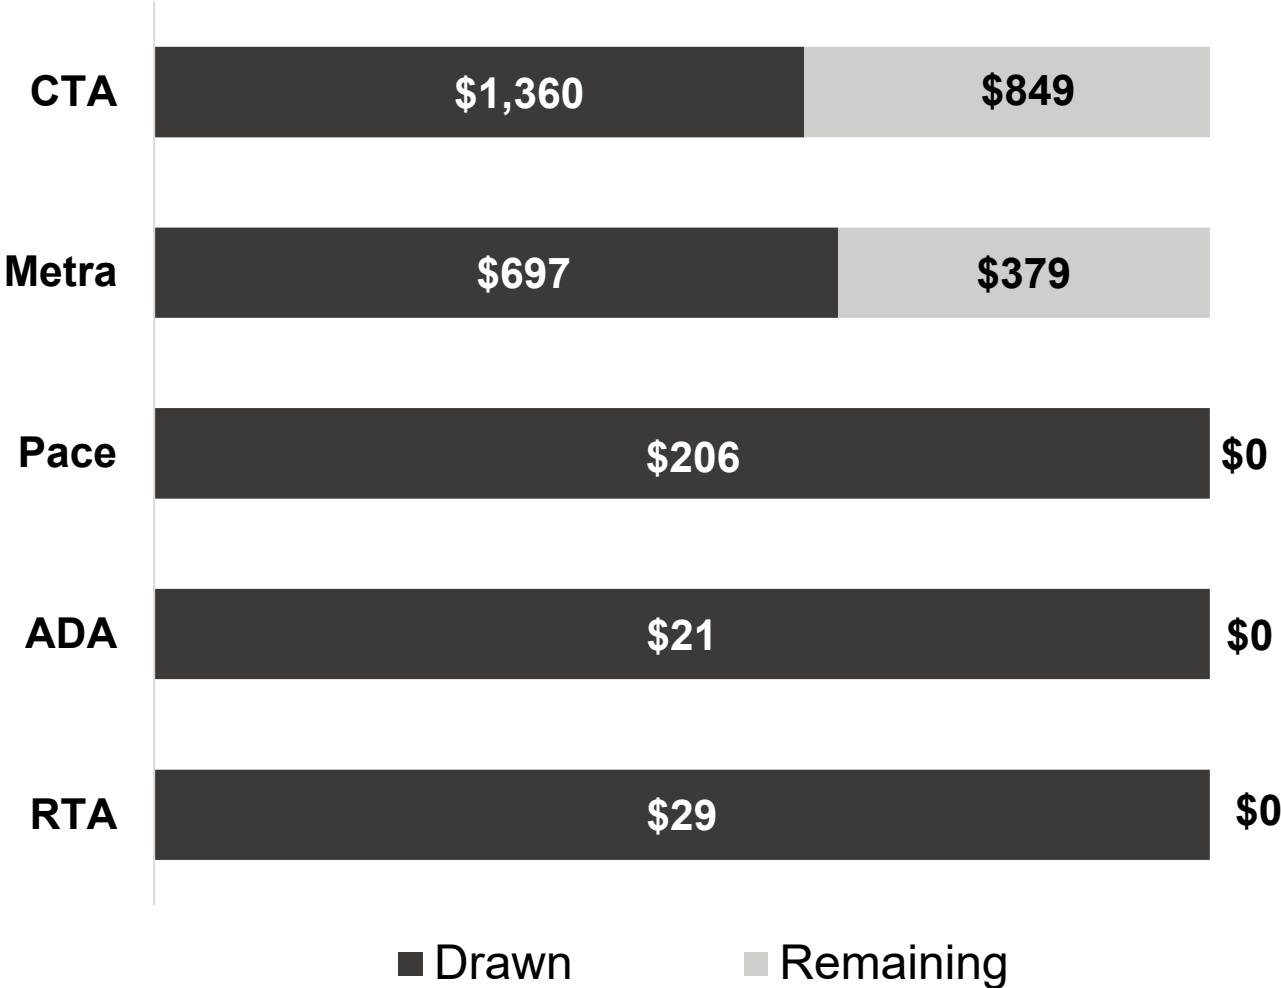 CTA $1,360 $849
Metra $697 $379
Pace $206 $0
ADA $21 $0
RTA $29 $0
Drawn Remaining